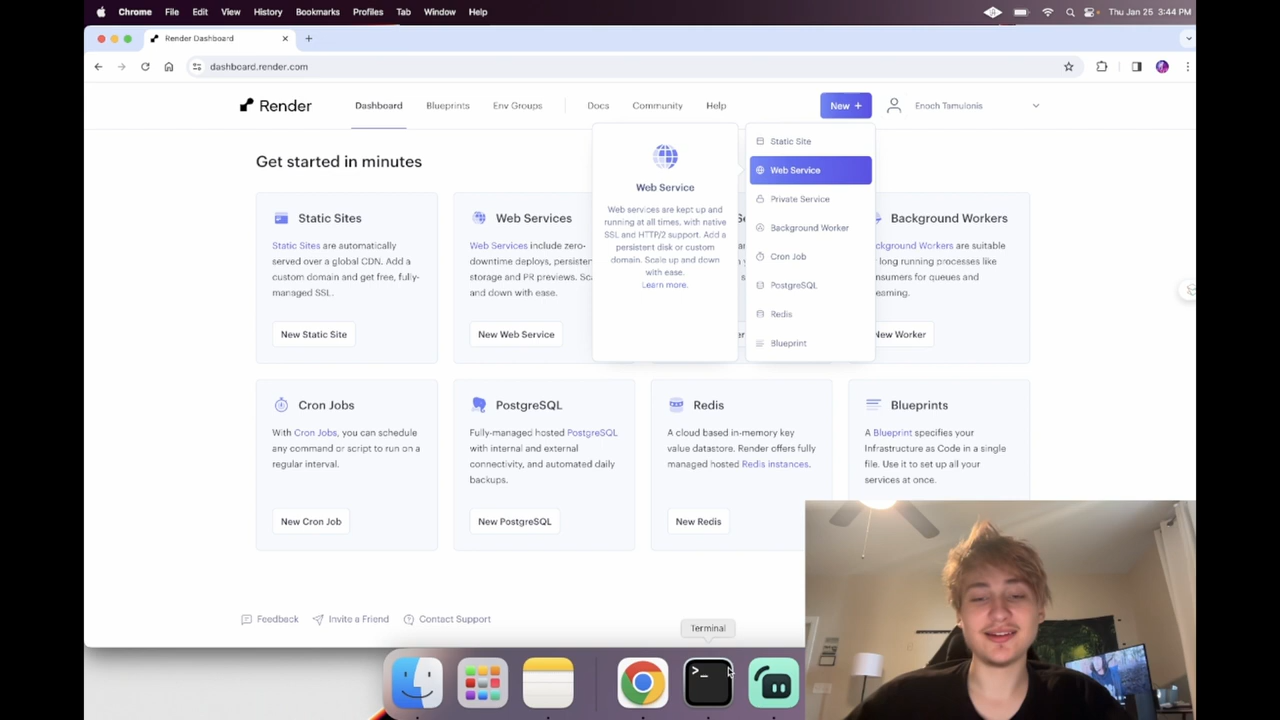 Chrome File Edit View History Bookmarks Profiles Tab Window Help Thu Jan 25 3:44 PM
Render Dashboard
dashboard.render.com
Render Dashboard Blueprints Env Groups Docs Community Help New + Enoch Tamulonis
Get started in minutes
Static Sites
Static Sites are automatically
served over a global CDN. Add a
custom domain and get free, fully-
managed SSL.
New Static Site
Web Services
Web Services include zero-
downtime deploys, persisten
storage and PR previews. Sca
and down with ease.
New Web Service
Web Service
Web services are kept up and
running at all times, with native
SSL and HTTP/2 support. Add a
persistent disk or custom
domain. Scale up and down
with ease.
Learn more.
Static Site
Web Service
Private Service
Background Worker
Cron Job
PostgreSQL
Redis
Blueprint
Background Workers
ckground Workers are suitable
long running processes like
nsumers for queues and
eaming.
New Worker
Cron Jobs
With Cron Jobs, you can schedule
any command or script to run on a
regular interval.
New Cron Job
PostgreSQL
Fully-managed hosted PostgreSQL
with internal and external
connectivity, and automated daily
backups.
New PostgreSQL
Redis
A cloud based in-memory key
value datastore. Render offers fully
managed hosted Redis instances.
New Redis
Blueprints
A Blueprint specifies your
Infrastructure as Code in a single
file. Use it to set up all your
services at once.
Feedback Invite a Friend Contact Support
Terminal